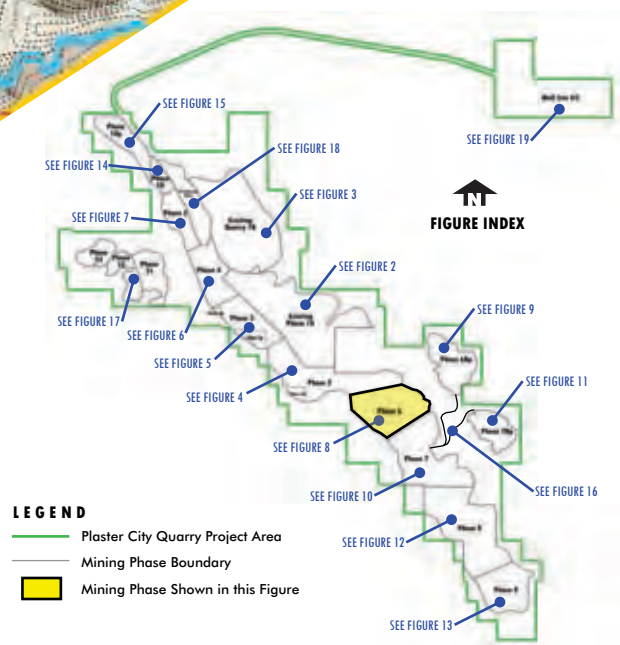 SEE FIGURE 15
SEE FIGURE 19
SEE FIGURE 18
SEE FIGURE 14
SEE FIGURE 3
N
FIGURE INDEX
SEE FIGURE 7
SEE FIGURE 2
SEE FIGURE 9
SEE FIGURE 17
SEE FIGURE 6
SEE FIGURE 5
SEE FIGURE 11
SEE FIGURE 4
Phase 2
Phase 6
SEE FIGURE 8
Phase 7
SEE FIGURE 10
SEE FIGURE 16
LEGEND
Plaster City Quarry Project Area
Mining Phase Boundary
Mining Phase Shown in this Figure
SEE FIGURE 12
Phase 8
Phase 9
SEE FIGURE 13